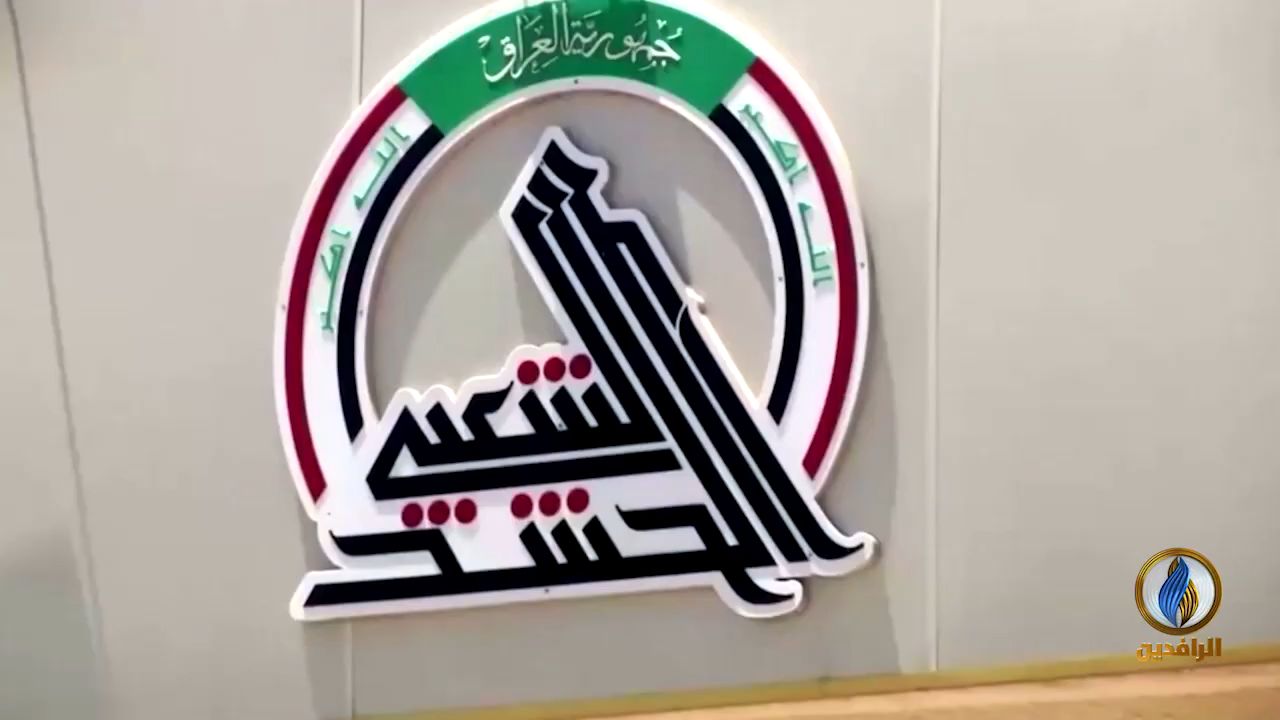 جمهورية العراق
الله اكبر
الله اكبر
الشعبي
الحشد
الرافدين